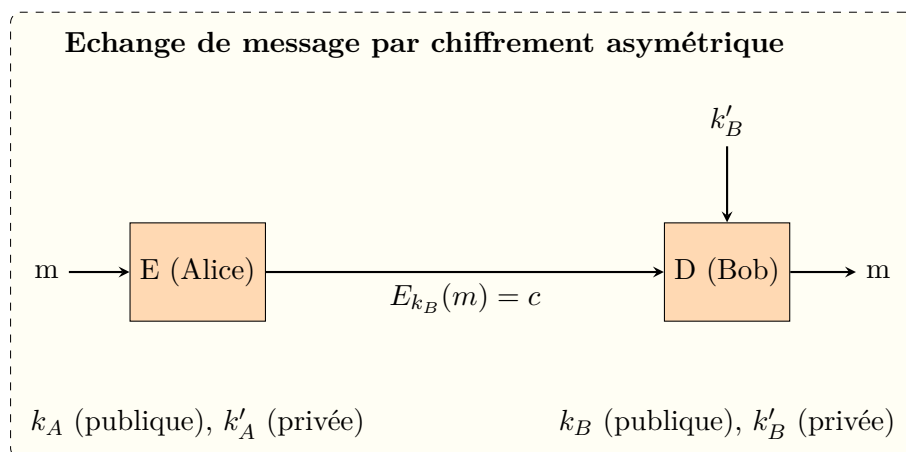 Echange de message par chiffrement asymétrique
k′_B
m E (Alice) D (Bob) m
E_{k_B}(m) = c
k_A (publique), k′_A (privée) k_B (publique), k′_B (privée)